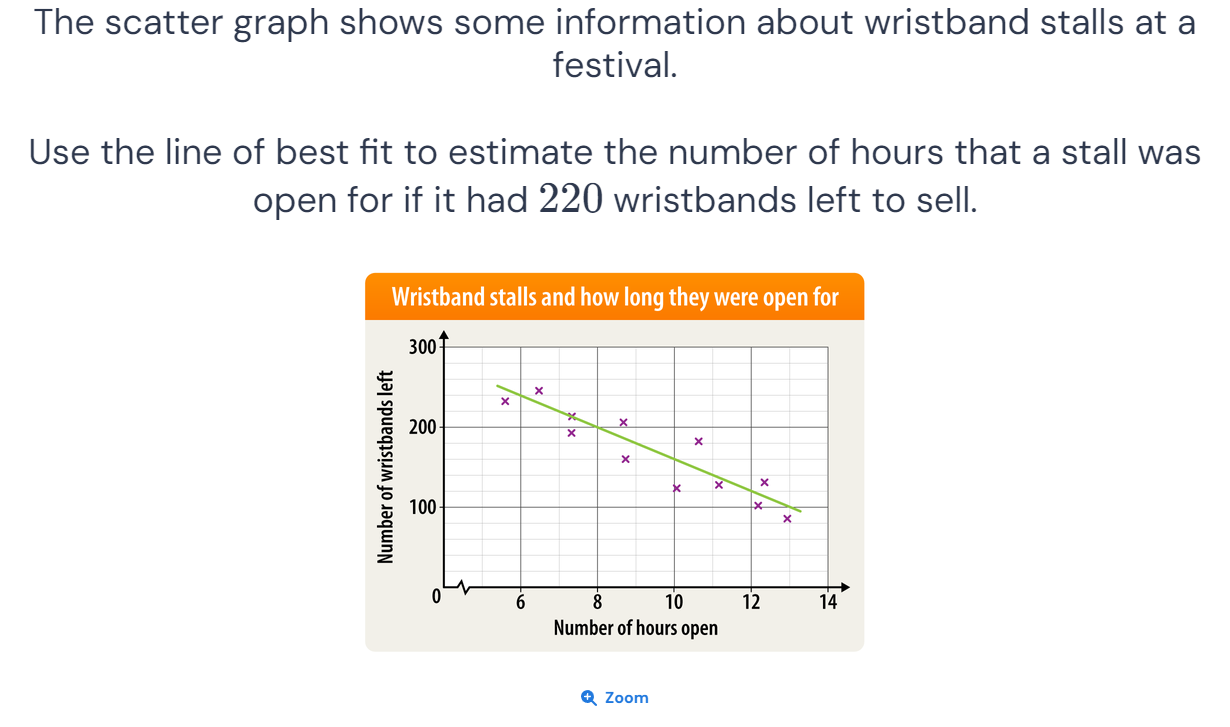 The scatter graph shows some information about wristband stalls at a
festival.
Use the line of best fit to estimate the number of hours that a stall was
open for if it had 220 wristbands left to sell.
Wristband stalls and how long they were open for
300
200
100
0
Number of wristbands left
6 8 10 12 14
Number of hours open
Zoom